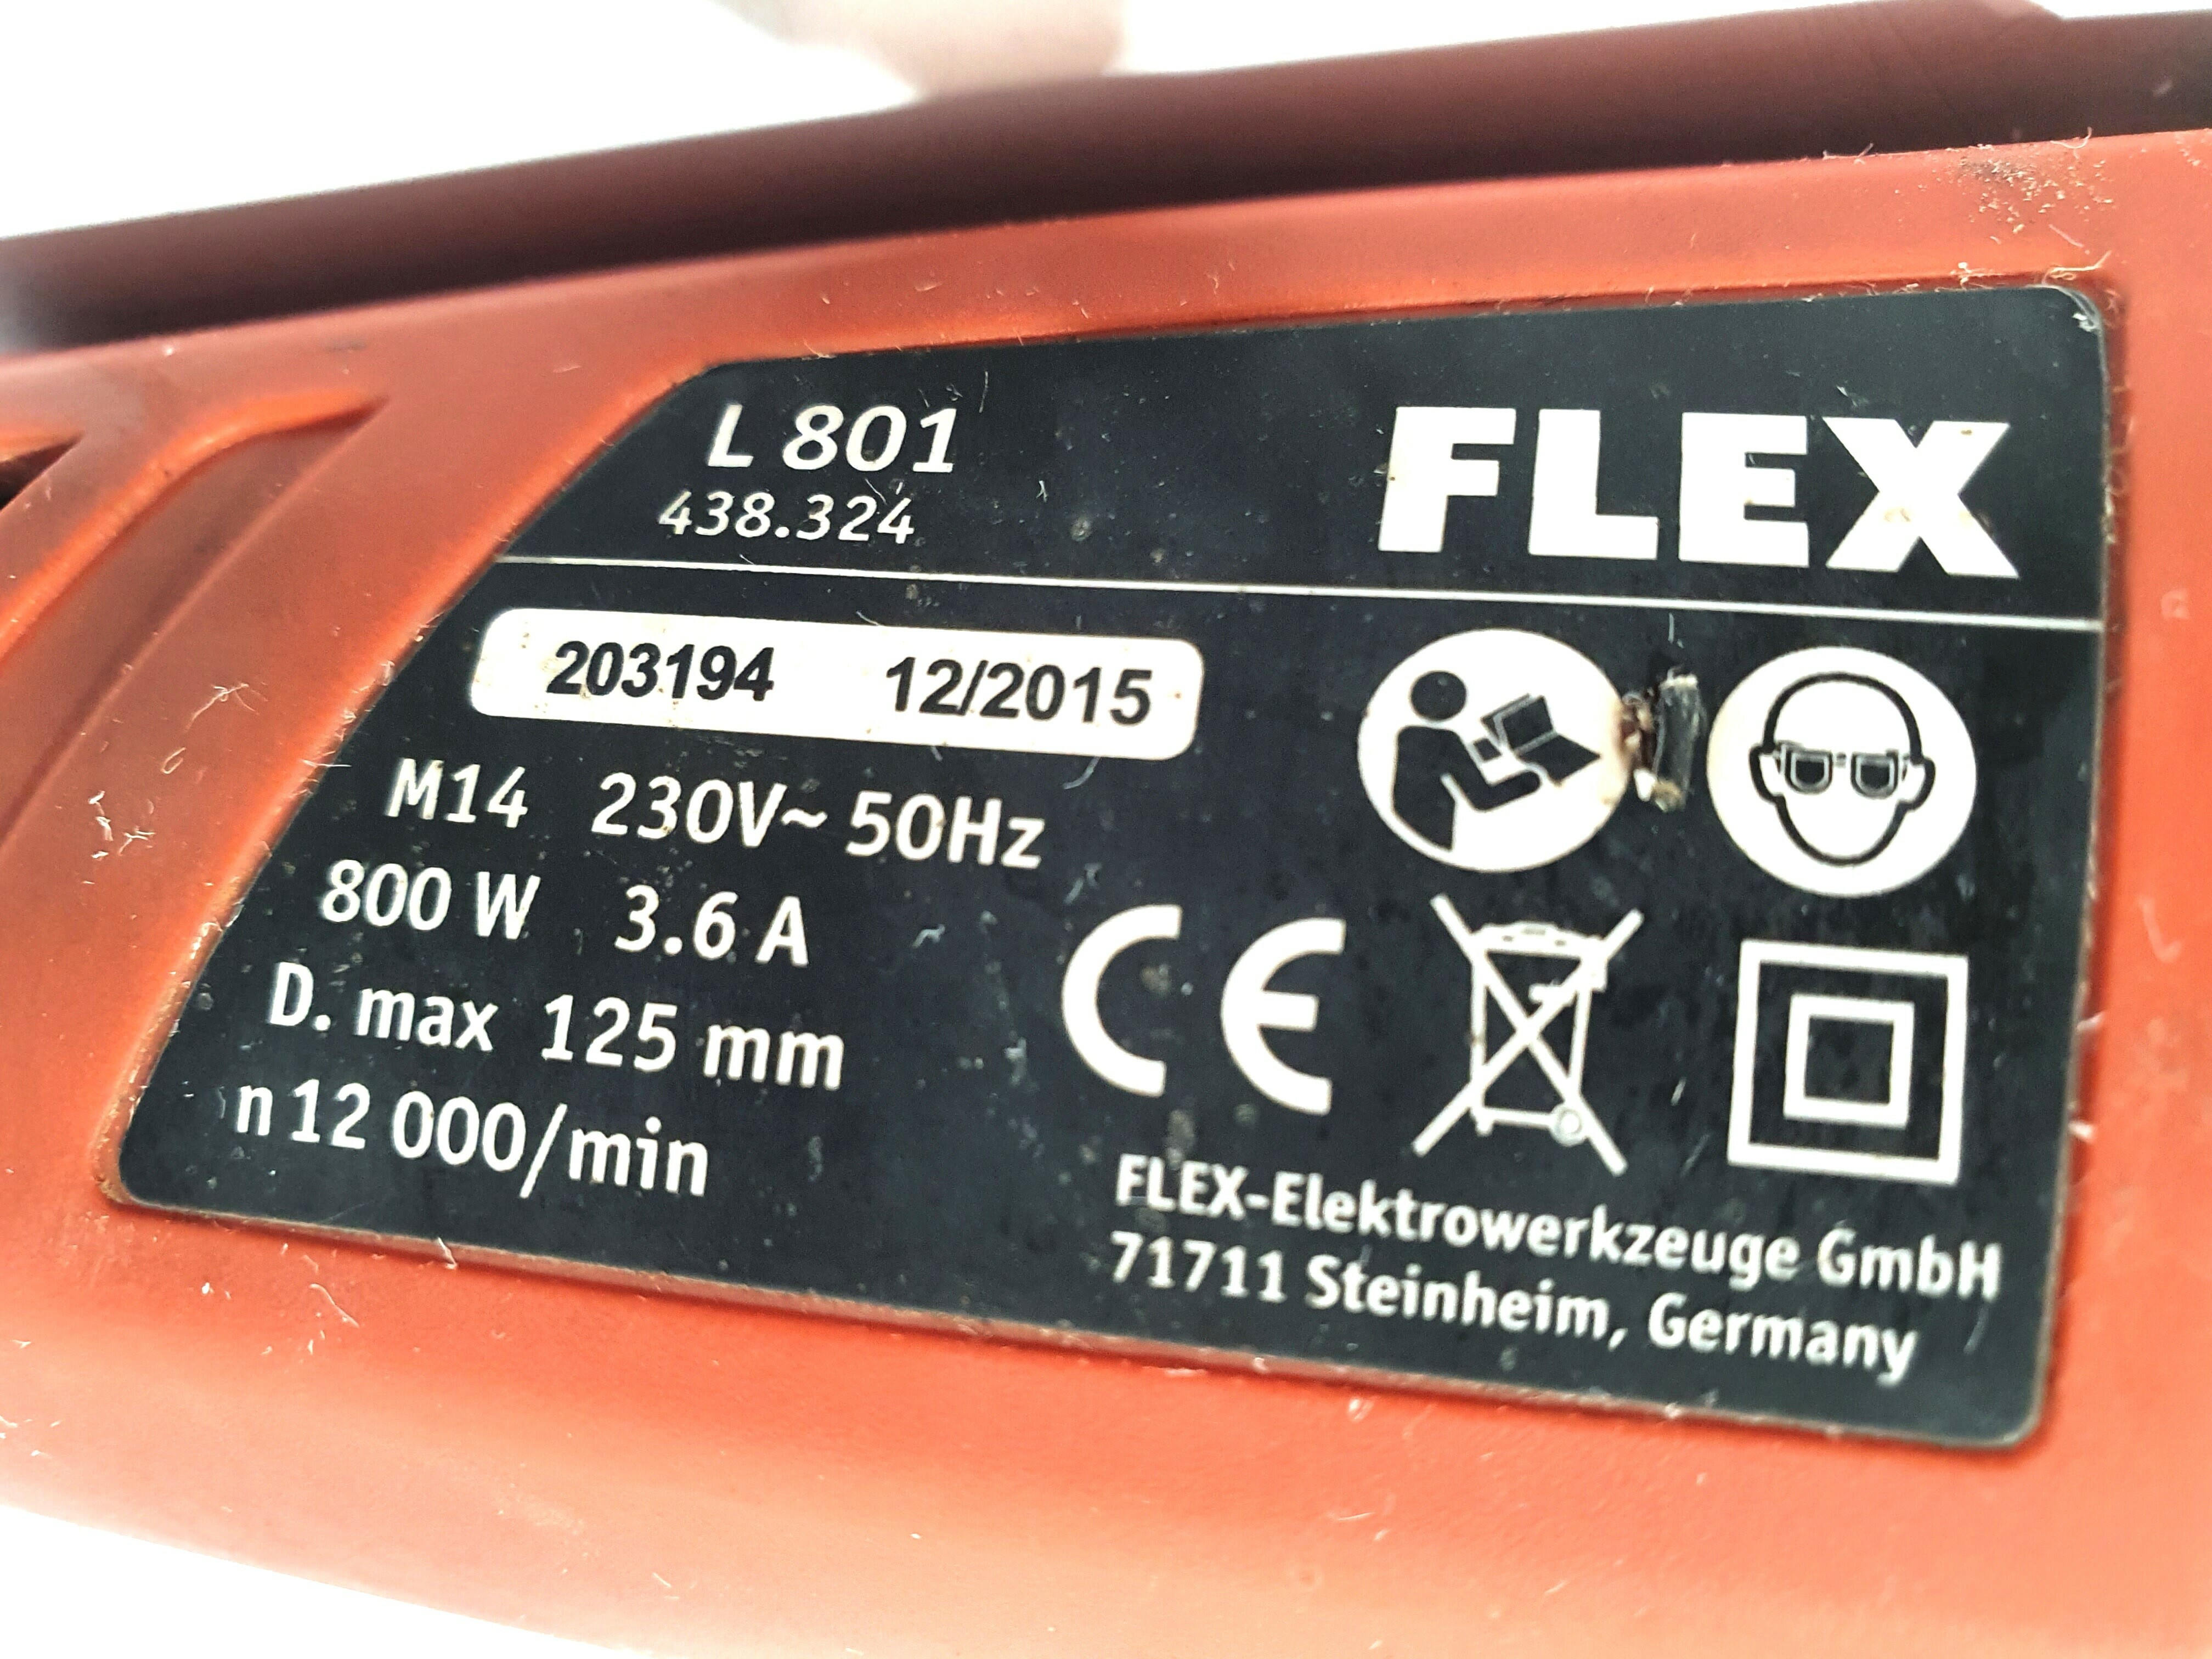 L 801
438.324
FLEX
203194 12/2015
M14 230V~ 50Hz
800 W 3.6 A
D. max 125 mm
n 12 000/min
CE
FLEX-Elektrowerkzeuge GmbH
71711 Steinheim, Germany